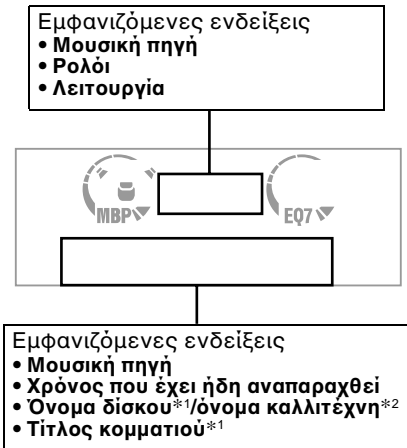 Εμφανιζόμενες ενδείξεις
• Μουσική πηγή
• Ρολόι
• Λειτουργία
MBP EQ7
Εμφανιζόμενες ενδείξεις
• Μουσική πηγή
• Χρόνος που έχει ήδη αναπαραχθεί
• Όνομα δίσκου*1/όνομα καλλιτέχνη*2
• Τίτλος κομματιού*1